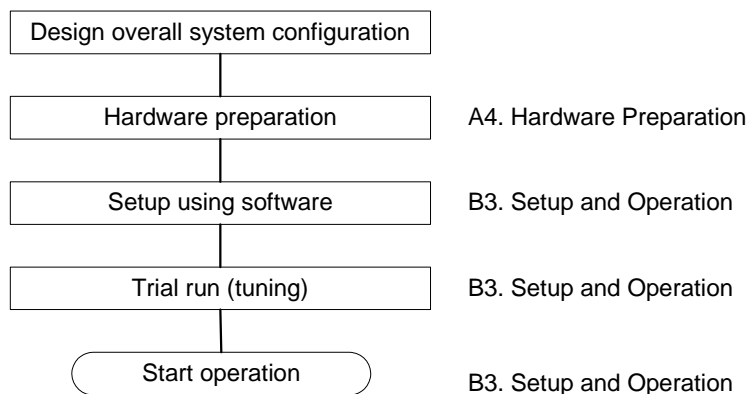 Design overall system configuration
Hardware preparation
A4. Hardware Preparation
Setup using software
B3. Setup and Operation
Trial run (tuning)
B3. Setup and Operation
Start operation
B3. Setup and Operation